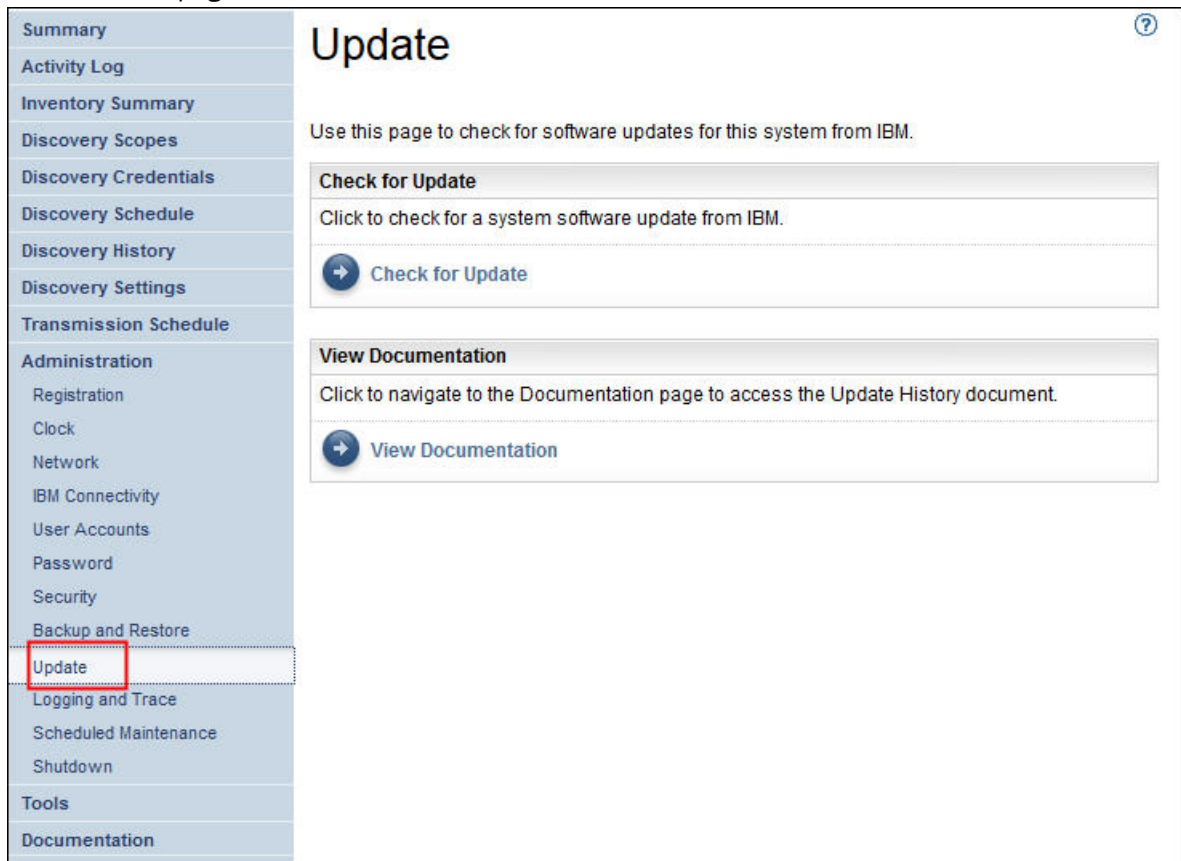 Summary
Activity Log
Inventory Summary
Discovery Scopes
Discovery Credentials
Discovery Schedule
Discovery History
Discovery Settings
Transmission Schedule
Administration
Registration
Clock
Network
IBM Connectivity
User Accounts
Password
Security
Backup and Restore
Update
Logging and Trace
Scheduled Maintenance
Shutdown
Tools
Documentation
?
Update
Use this page to check for software updates for this system from IBM.
Check for Update
Click to check for a system software update from IBM.
Check for Update
View Documentation
Click to navigate to the Documentation page to access the Update History document.
View Documentation